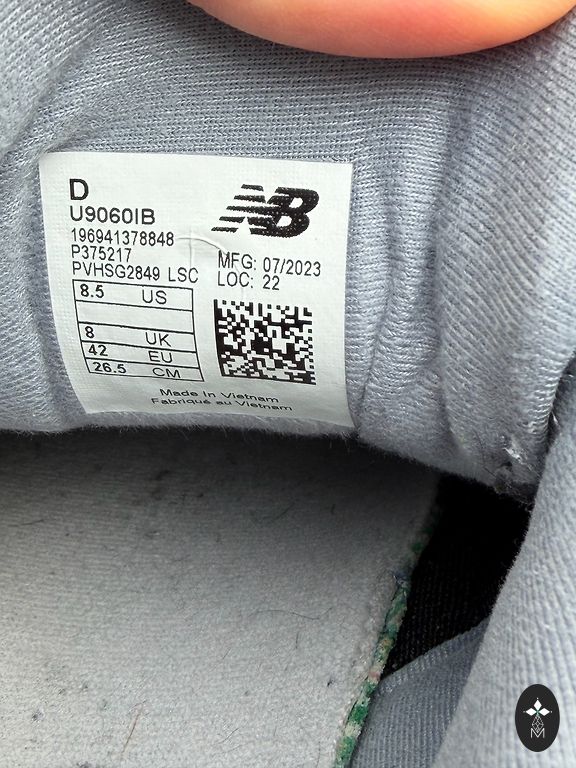 D
U9060IB
196941378848
P375217
PVHSG2849 LSC
NB
MFG: 07/2023
LOC: 22
8.5 US
8 UK
42 EU
26.5 CM
Made In Vietnam
Fabriqué au Vietnam
M